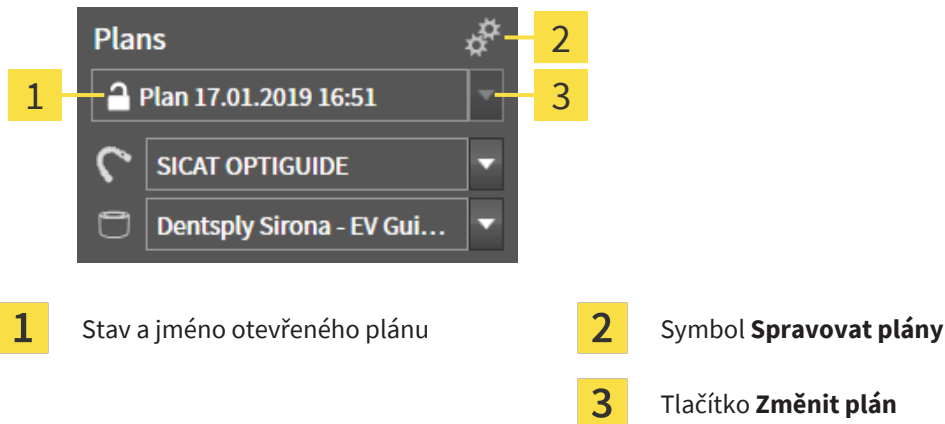 Plans
2
1
Plan 17.01.2019 16:51
3
SICAT OPTIGUIDE
Dentsply Sirona - EV Gui...
1 Stav a jméno otevřeného plánu
2 Symbol Spravovat plány
3 Tlačítko Změnit plán